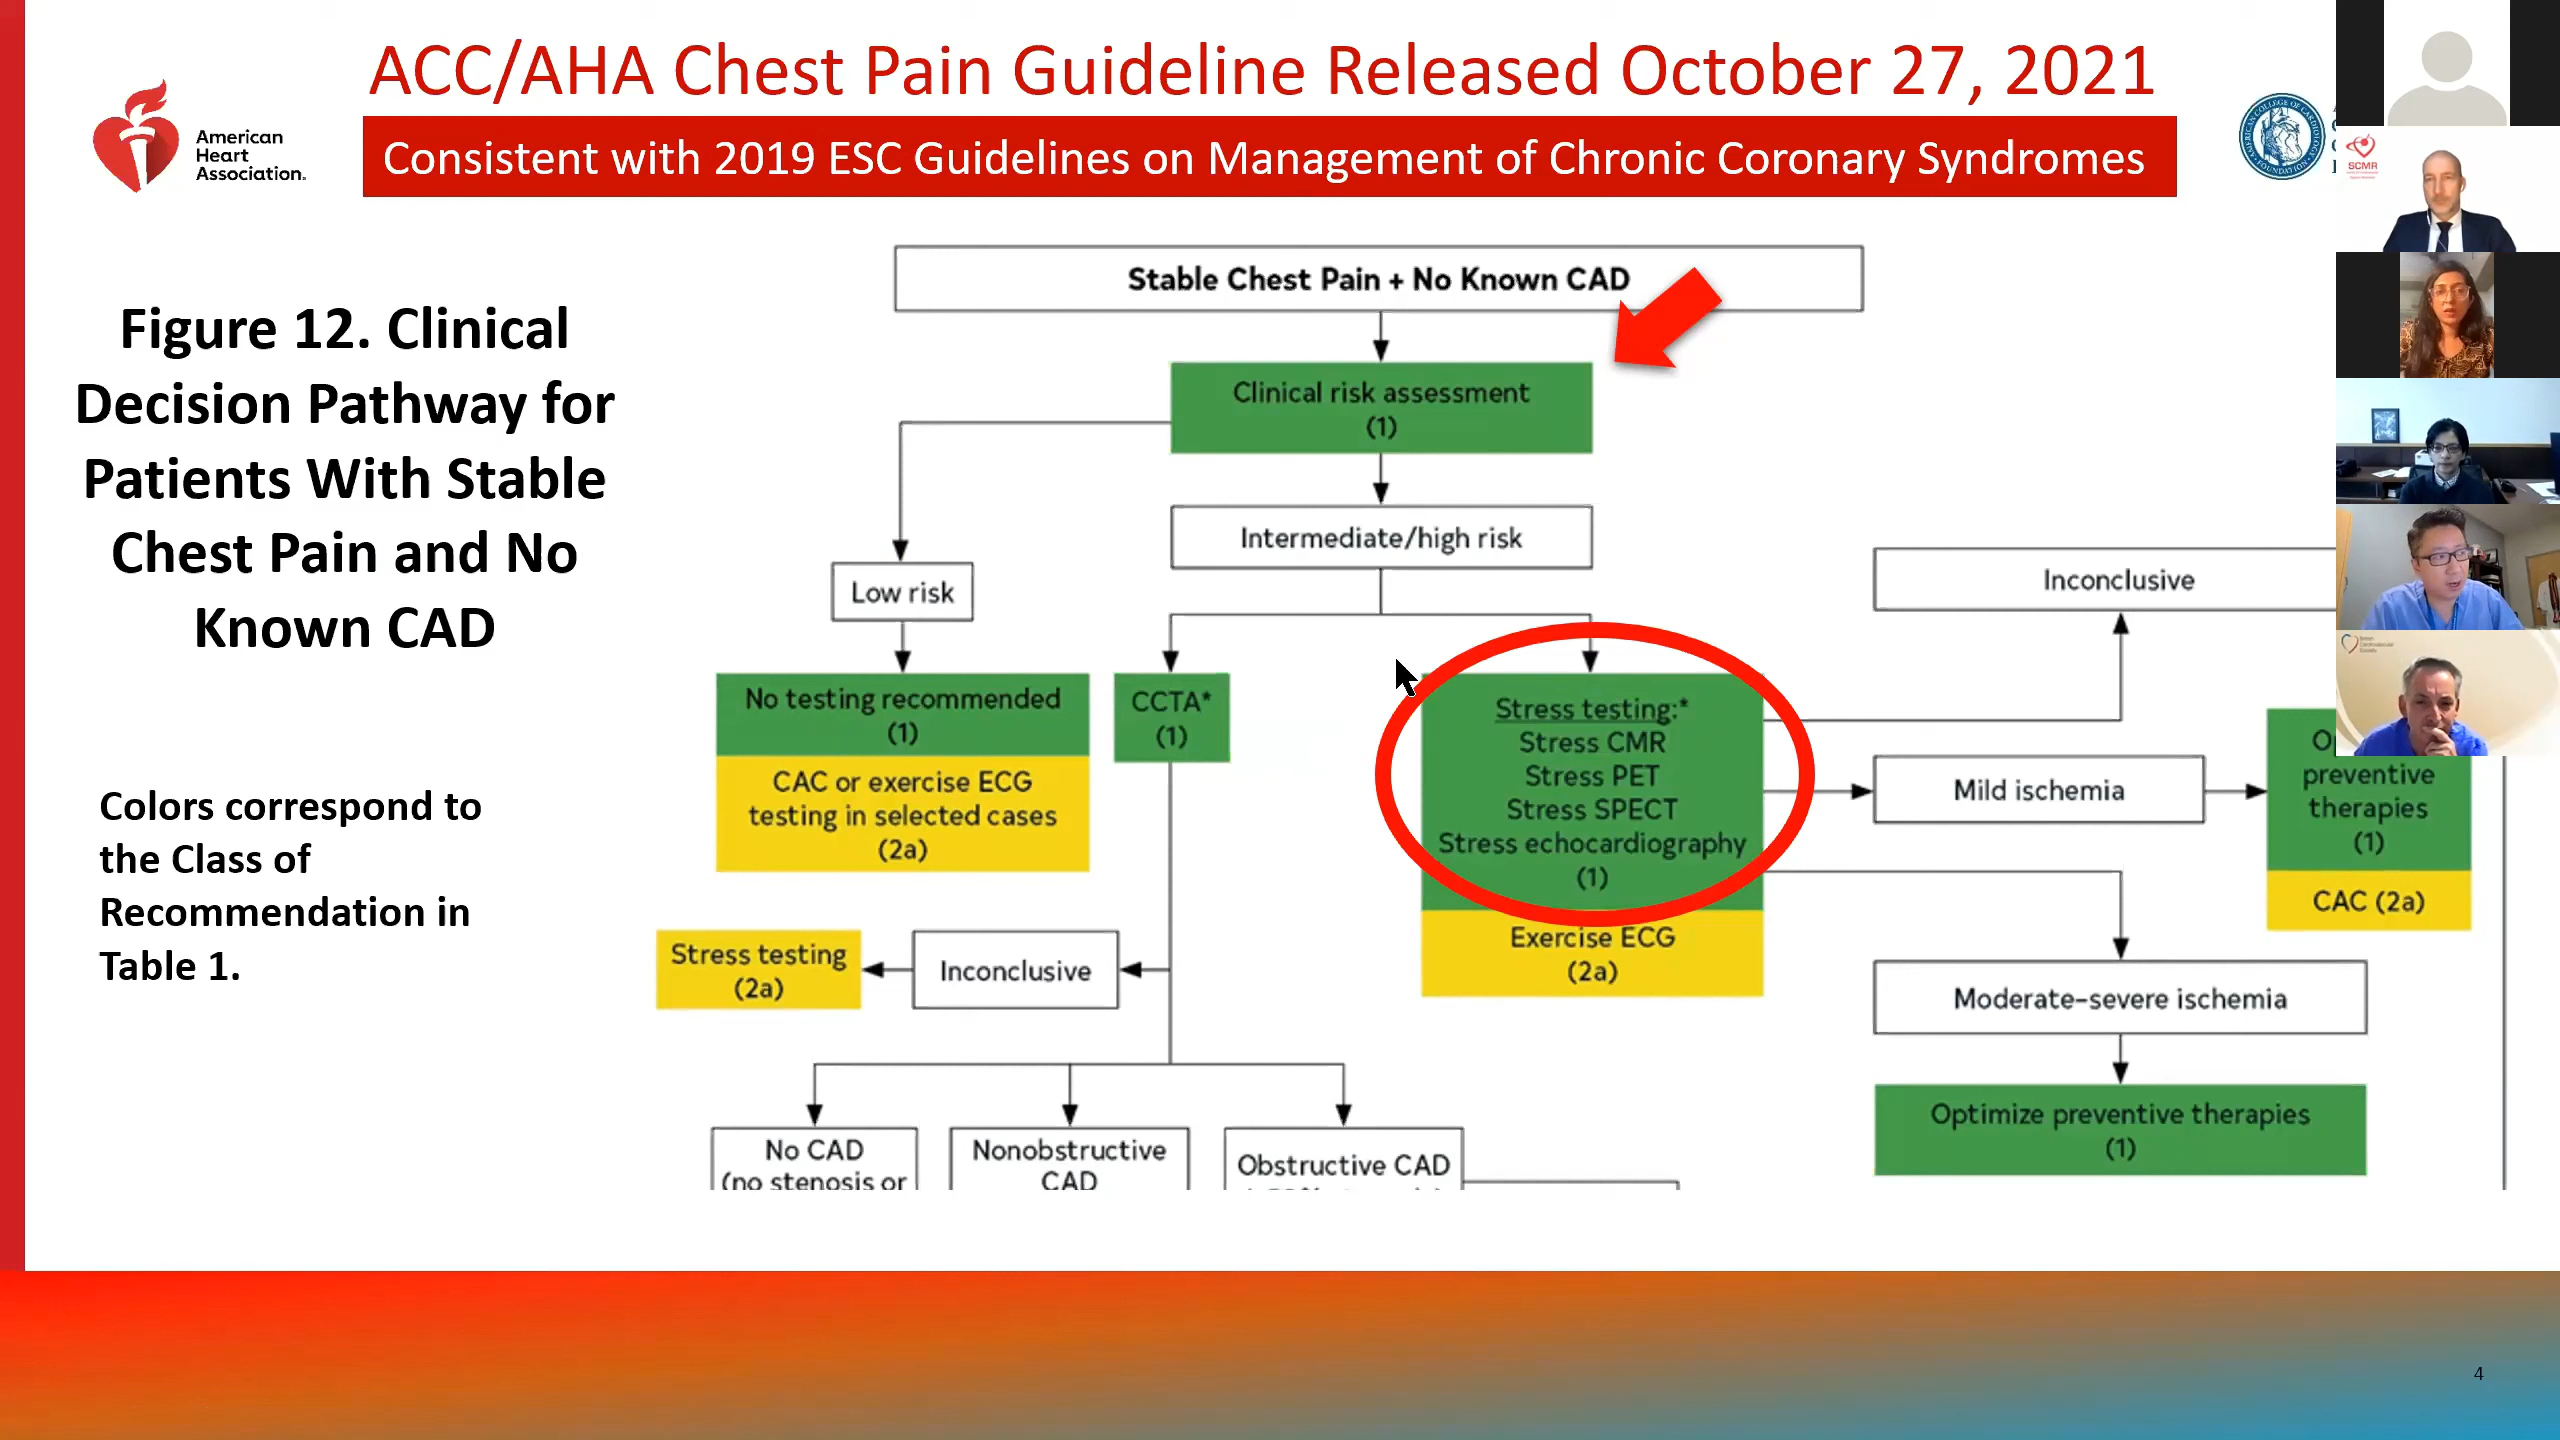 ACC/AHA Chest Pain Guideline Released October 27, 2021
Consistent with 2019 ESC Guidelines on Management of Chronic Coronary Syndromes
American
Heart
Association.
SCMR
Figure 12. Clinical
Decision Pathway for
Patients With Stable
Chest Pain and No
Known CAD
Colors correspond to
the Class of
Recommendation in
Table 1.
Stable Chest Pain + No Known CAD
Clinical risk assessment
(1)
Intermediate/high risk
Low risk
No testing recommended
(1)
CAC or exercise ECG
testing in selected cases
(2a)
CCTA*
(1)
Stress testing:*
Stress CMR
Stress PET
Stress SPECT
Stress echocardiography
(1)
Exercise ECG
(2a)
Inconclusive
Mild ischemia
preventive
therapies
(1)
CAC (2a)
Moderate-severe ischemia
Optimize preventive therapies
(1)
Stress testing
(2a)
Inconclusive
No CAD
(no stenosis or
Nonobstructive
CAD
Obstructive CAD
4